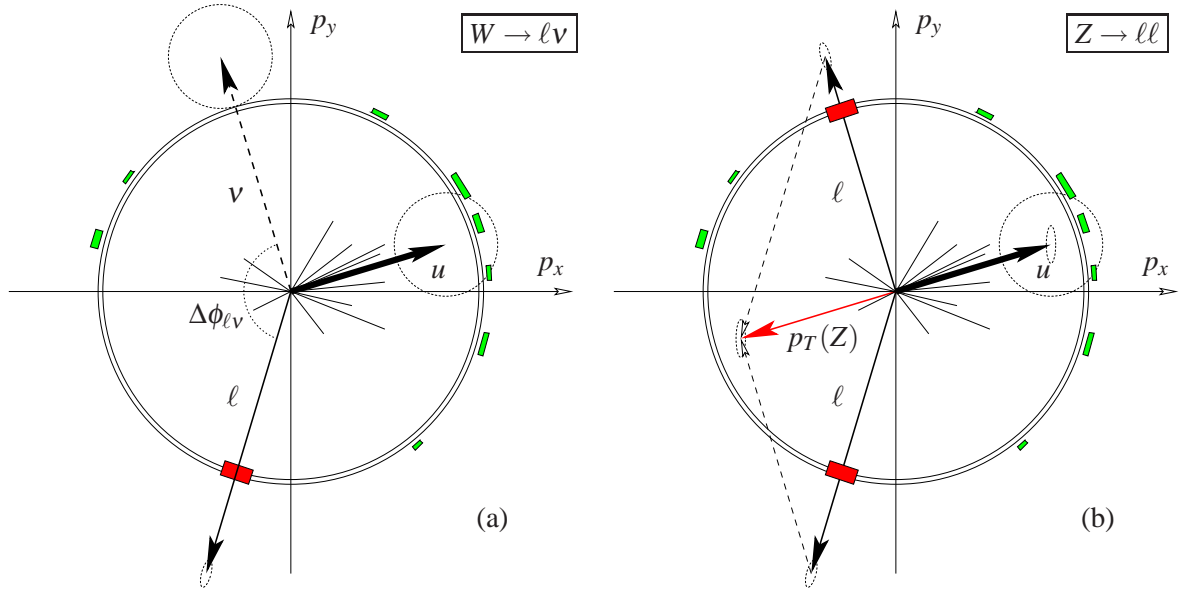 p_y
W → ℓν
ν
u
p_x
Δϕ_ℓν
ℓ
(a)
p_y
Z → ℓℓ
ℓ
u
p_x
p_T(Z)
ℓ
(b)